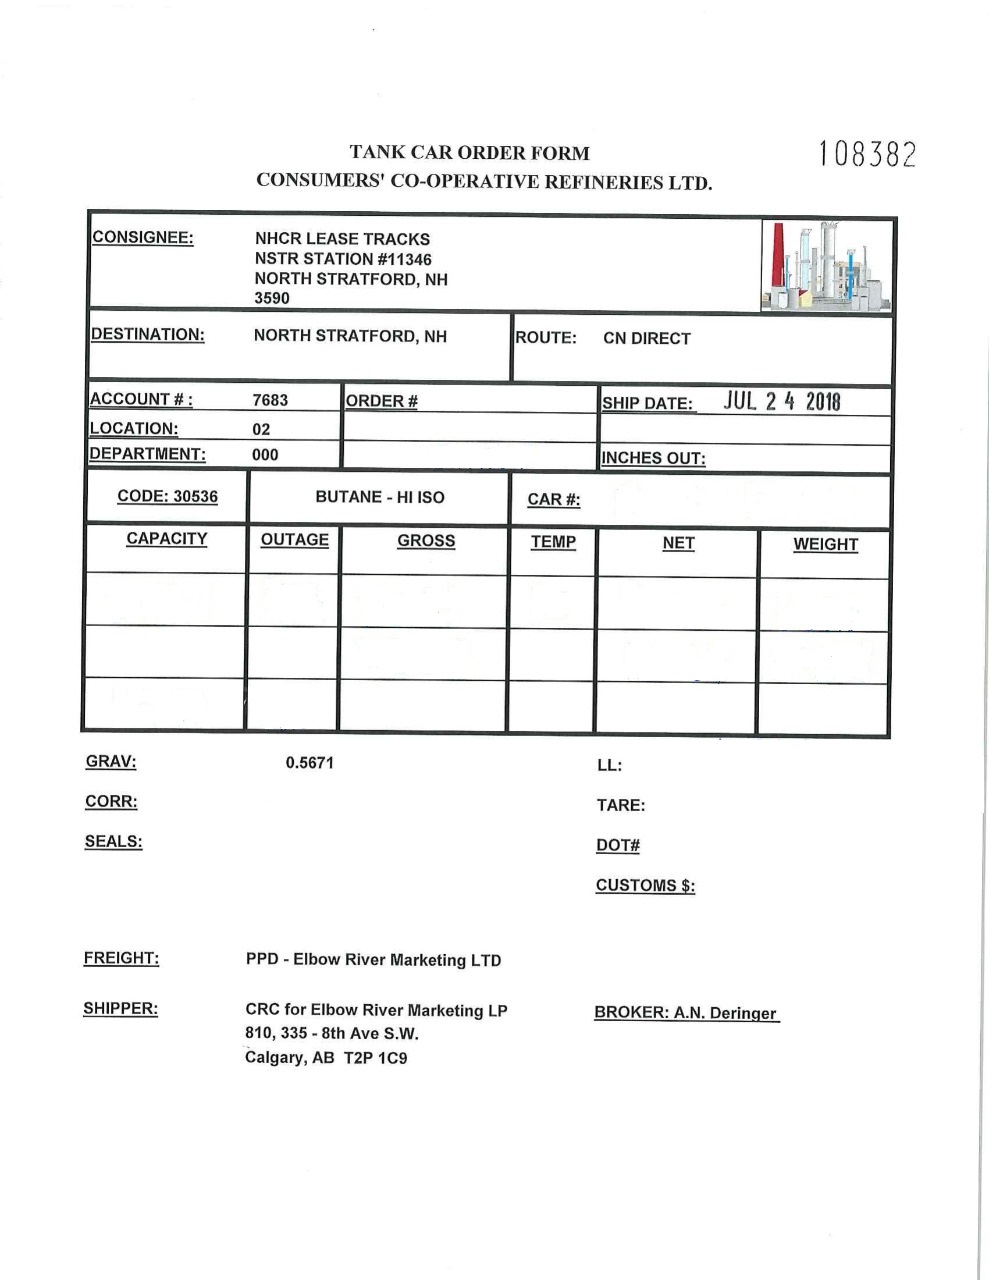 TANK CAR ORDER FORM
108382
CONSUMERS' CO-OPERATIVE REFINERIES LTD.
CONSIGNEE: NHCR LEASE TRACKS
NSTR STATION #11346
NORTH STRATFORD, NH
3590
DESTINATION: NORTH STRATFORD, NH ROUTE: CN DIRECT
ACCOUNT # : 7683 ORDER # SHIP DATE: JUL 24 2018
LOCATION: 02
DEPARTMENT: 000 INCHES OUT:
CODE: 30536 BUTANE - HI ISO CAR #:
CAPACITY OUTAGE GROSS TEMP NET WEIGHT
GRAV: 0.5671 LL:
CORR: TARE:
SEALS: DOT#
CUSTOMS $:
FREIGHT: PPD - Elbow River Marketing LTD
SHIPPER: CRC for Elbow River Marketing LP BROKER: A.N. Deringer
810, 335 - 8th Ave S.W.
Calgary, AB T2P 1C9